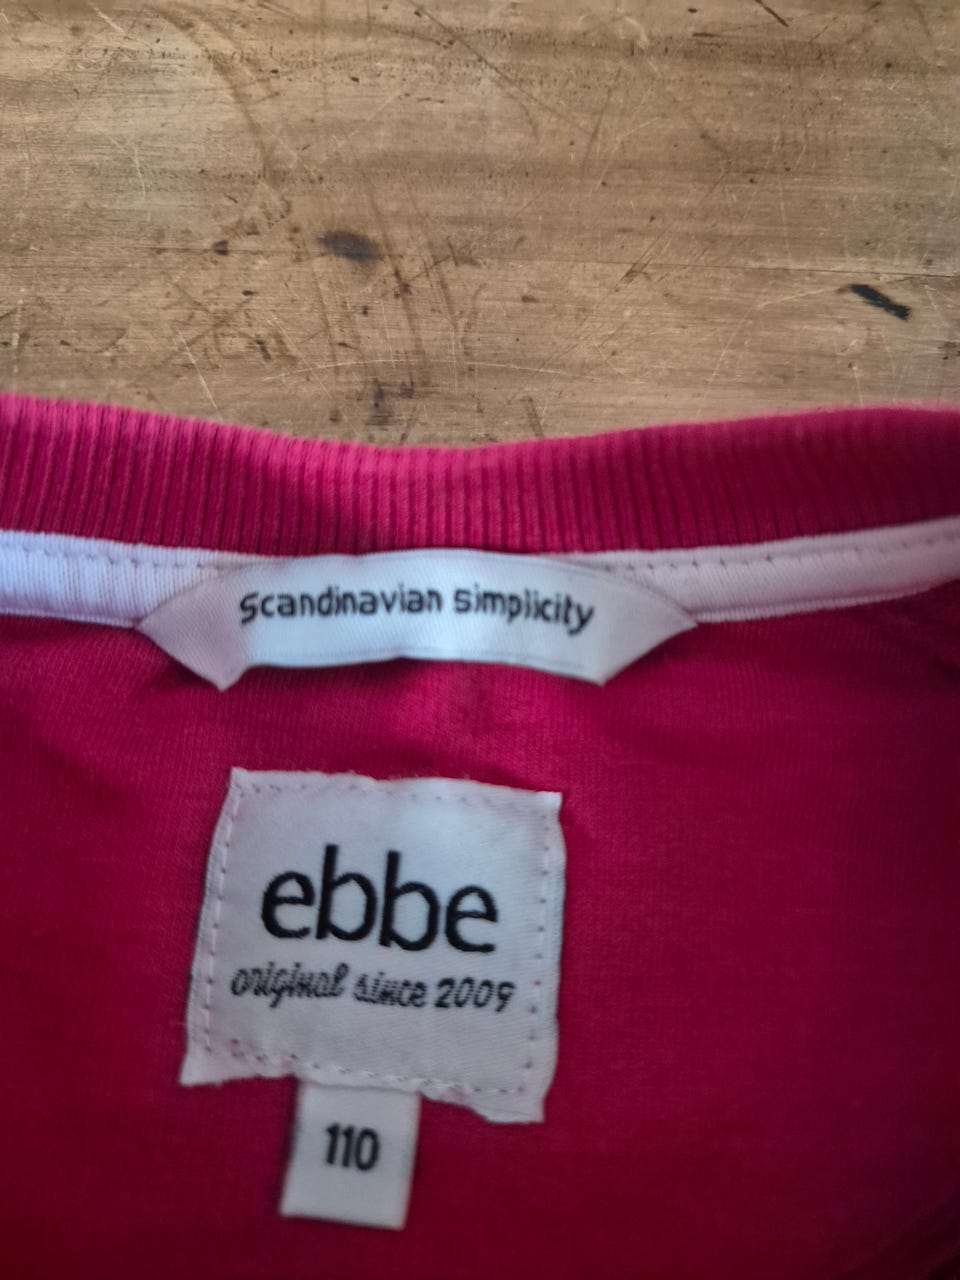 Scandinavian simplicity
ebbe
original since 2009
110